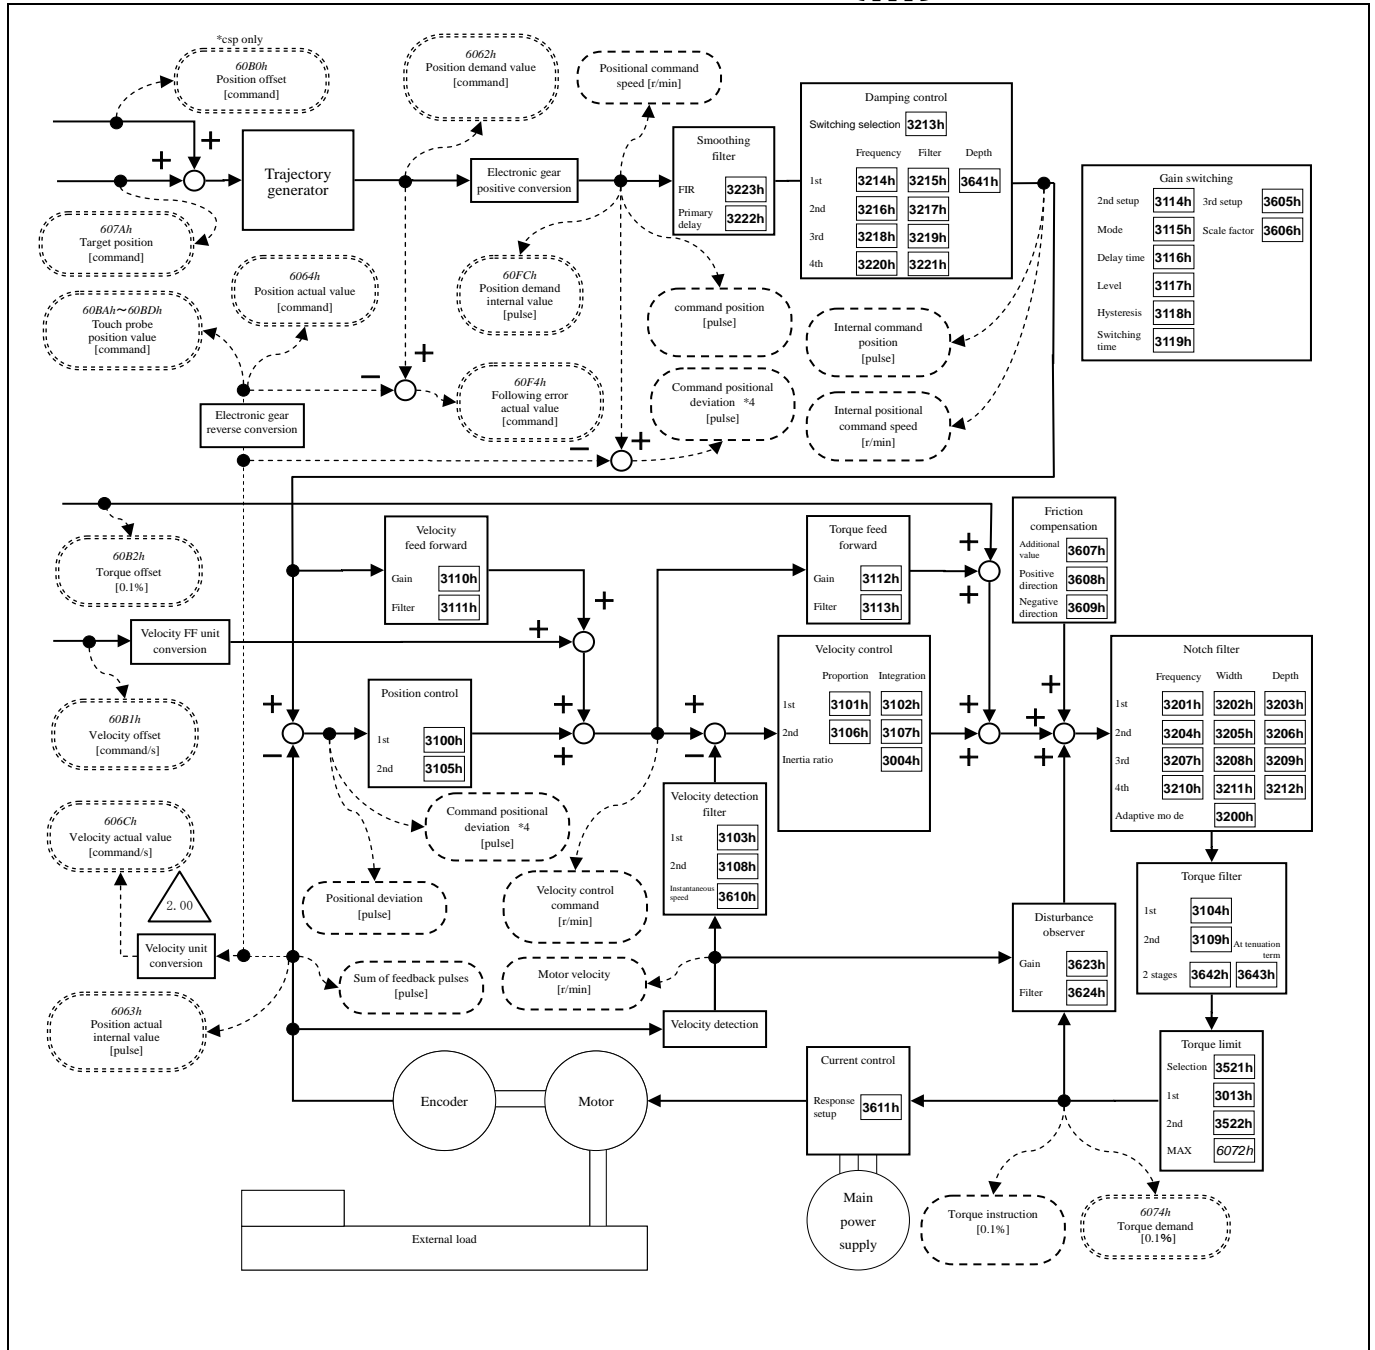 *csp only
60B0h
Position offset
[command]
6062h
Position demand value
[command]
Positional command
speed [r/min]
+
+
Trajectory
generator
Electronic gear
positive conversion
Smoothing
filter
FIR 3223h
Primary
delay 3222h
Damping control
Switching selection 3213h
Frequency Filter Depth
1st 3214h 3215h 3641h
2nd 3216h 3217h
3rd 3218h 3219h
4th 3220h 3221h
Gain switching
2nd setup 3114h 3rd setup 3605h
Mode 3115h Scale factor 3606h
Delay time 3116h
Level 3117h
Hysteresis 3118h
Switching
time 3119h
607Ah
Target position
[command]
6064h
Position actual value
[command]
60BAh～60BDh
Touch probe
position value
[command]
60FCh
Position demand
internal value
[pulse]
command position
[pulse]
Internal command
position
[pulse]
+
−
60F4h
Following error
actual value
[command]
Command positional
deviation *4
[pulse]
Internal positional
command speed
[r/min]
Electronic gear
reverse conversion
+
−
60B2h
Torque offset
[0.1%]
Velocity
feed forward
Gain 3110h
Filter 3111h
Torque feed
forward
Gain 3112h
Filter 3113h
+
+
Friction
compensation
Additional
value 3607h
Positive
direction 3608h
Negative
direction 3609h
Velocity FF unit
conversion
+
+
60B1h
Velocity offset
[command/s]
+
−
Position control
1st 3100h
2nd 3105h
+
+
+
−
Velocity control
Proportion Integration
1st 3101h 3102h
2nd 3106h 3107h
Inertia ratio 3004h
+
+
+
+
+
Notch filter
Frequency Width Depth
1st 3201h 3202h 3203h
2nd 3204h 3205h 3206h
3rd 3207h 3208h 3209h
4th 3210h 3211h 3212h
Adaptive mo de 3200h
606Ch
Velocity actual value
[command/s]
Command positional
deviation *4
[pulse]
Velocity detection
filter
1st 3103h
2nd 3108h
Instantaneous
speed 3610h
2.00
Positional deviation
[pulse]
Velocity control
command
[r/min]
Torque filter
1st 3104h
2nd 3109h At tenuation
term
2 stages 3642h 3643h
Velocity unit
conversion
Sum of feedback pulses
[pulse]
Motor velocity
[r/min]
Disturbance
observer
Gain 3623h
Filter 3624h
6063h
Position actual
internal value
[pulse]
Velocity detection
Torque limit
Selection 3521h
1st 3013h
2nd 3522h
MAX 6072h
Encoder
Motor
Current control
Response
setup 3611h
Main
power
supply
Torque instruction
[0.1%]
6074h
Torque demand
[0.1%]
External load